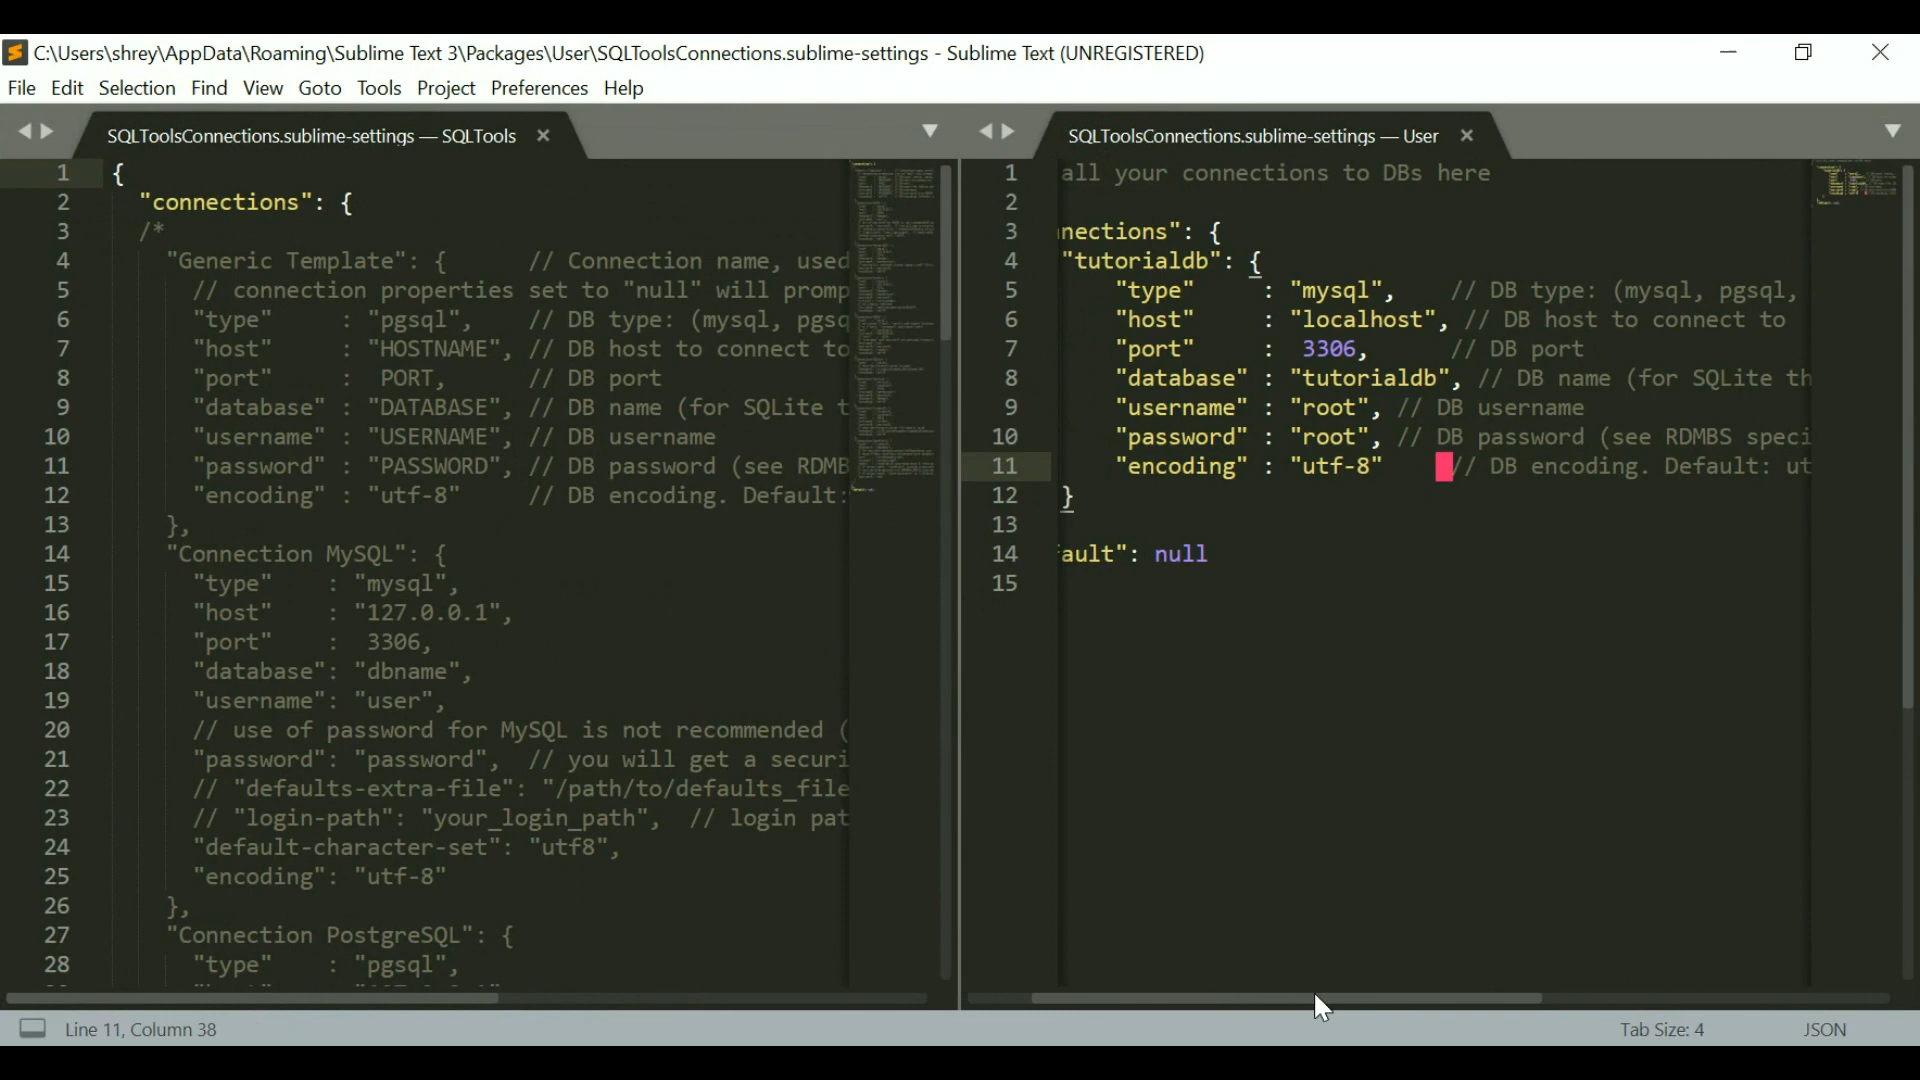 C:\Users\shrey\AppData\Roaming\Sublime Text 3\Packages\User\SQLToolsConnections.sublime-settings - Sublime Text (UNREGISTERED)
File Edit Selection Find View Goto Tools Project Preferences Help
SQLToolsConnections.sublime-settings — SQLTools
1 {
2 "connections": {
3 /*
4 "Generic Template": { // Connection name, used
5 // connection properties set to "null" will promp
6 "type" : "pgsql", // DB type: (mysql, pgsq
7 "host" : "HOSTNAME", // DB host to connect to
8 "port" : PORT, // DB port
9 "database" : "DATABASE", // DB name (for SQLite t
10 "username" : "USERNAME", // DB username
11 "password" : "PASSWORD", // DB password (see RDMB
12 "encoding" : "utf-8" // DB encoding. Default:
13 },
14 "Connection MySQL": {
15 "type" : "mysql",
16 "host" : "127.0.0.1",
17 "port" : 3306,
18 "database": "dbname",
19 "username": "user",
20 // use of password for MySQL is not recommended (
21 "password": "password", // you will get a securi
22 // "defaults-extra-file": "/path/to/defaults_file
23 // "login-path": "your_login_path", // login pat
24 "default-character-set": "utf8",
25 "encoding": "utf-8"
26 },
27 "Connection PostgreSQL": {
28 "type" : "pgsql",
SQLToolsConnections.sublime-settings — User
1 all your connections to DBs here
2
3 nections": {
4 "tutorialdb": {
5 "type" : "mysql", // DB type: (mysql, pgsql,
6 "host" : "localhost", // DB host to connect to
7 "port" : 3306, // DB port
8 "database" : "tutorialdb", // DB name (for SQLite th
9 "username" : "root", // DB username
10 "password" : "root", // DB password (see RDMBS speci
11 "encoding" : "utf-8" // DB encoding. Default: ut
12 }
13
14 ault": null
15
Line 11, Column 38
Tab Size: 4
JSON